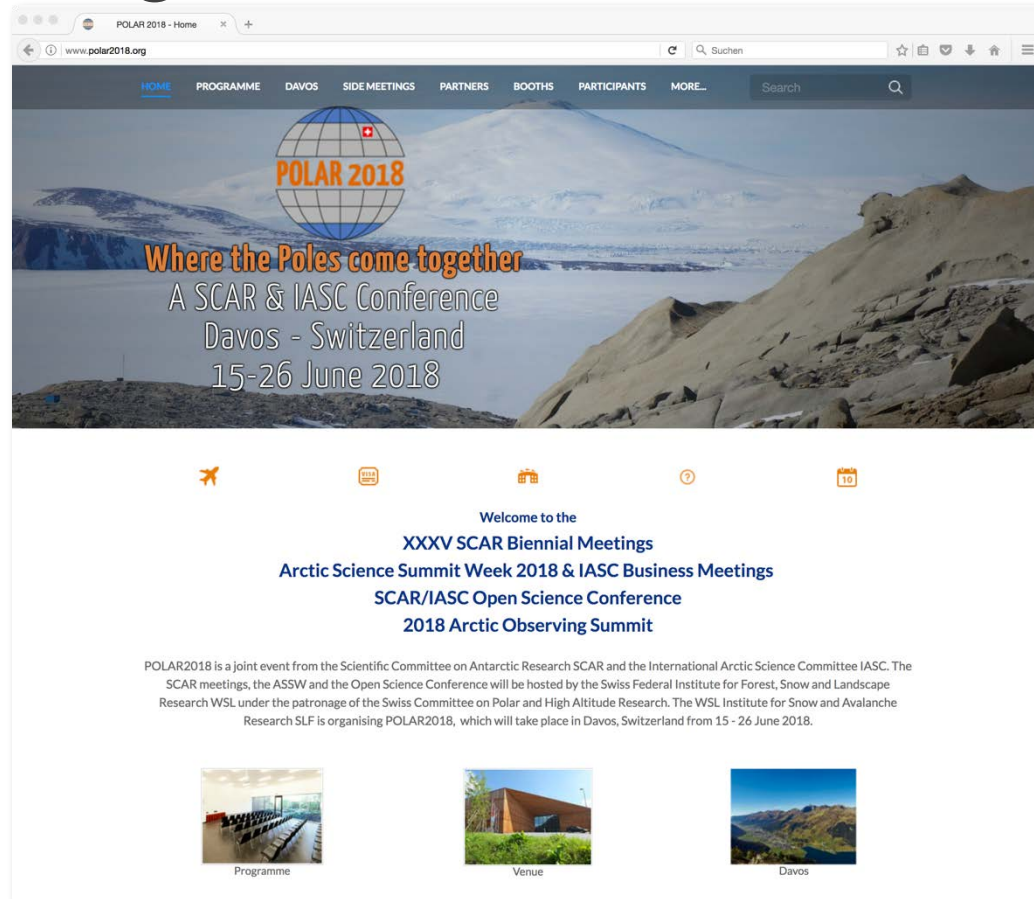 POLAR 2018 - Home
www.polar2018.org
Suchen
HOME PROGRAMME DAVOS SIDE MEETINGS PARTNERS BOOTHS PARTICIPANTS MORE... Search
POLAR 2018
Where the Poles come together
A SCAR & IASC Conference
Davos - Switzerland
15-26 June 2018
VISA
10
Welcome to the
XXXV SCAR Biennial Meetings
Arctic Science Summit Week 2018 & IASC Business Meetings
SCAR/IASC Open Science Conference
2018 Arctic Observing Summit
POLAR2018 is a joint event from the Scientific Committee on Antarctic Research SCAR and the International Arctic Science Committee IASC. The
SCAR meetings, the ASSW and the Open Science Conference will be hosted by the Swiss Federal Institute for Forest, Snow and Landscape
Research WSL under the patronage of the Swiss Committee on Polar and High Altitude Research. The WSL Institute for Snow and Avalanche
Research SLF is organising POLAR2018, which will take place in Davos, Switzerland from 15 - 26 June 2018.
Programme
Venue
Davos